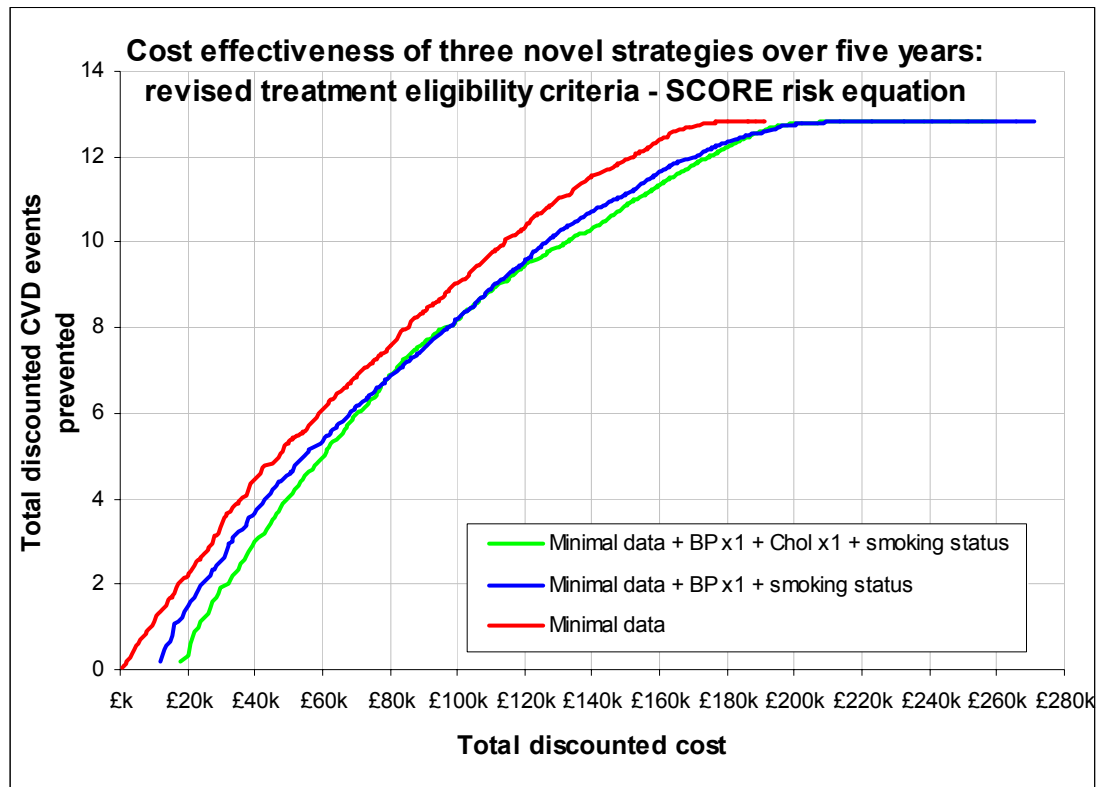 Cost effectiveness of three novel strategies over five years:
revised treatment eligibility criteria - SCORE risk equation
Total discounted CVD events
prevented
14
12
10
8
6
4
2
0
Minimal data + BP x1 + Chol x1 + smoking status
Minimal data + BP x1 + smoking status
Minimal data
£k £20k £40k £60k £80k £100k £120k £140k £160k £180k £200k £220k £240k £260k £280k
Total discounted cost